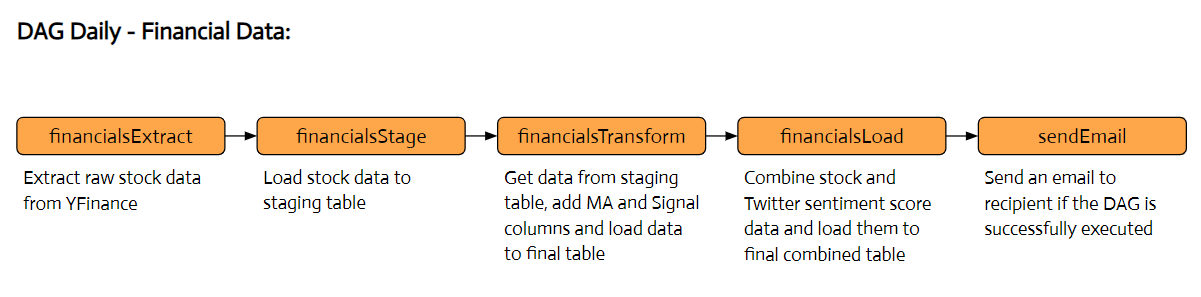 DAG Daily - Financial Data:
financialsExtract
financialsStage
financialsTransform
financialsLoad
sendEmail
Extract raw stock data
from YFinance
Load stock data to
staging table
Get data from staging
table, add MA and Signal
columns and load data
to final table
Combine stock and
Twitter sentiment score
data and load them to
final combined table
Send an email to
recipient if the DAG is
successfully executed